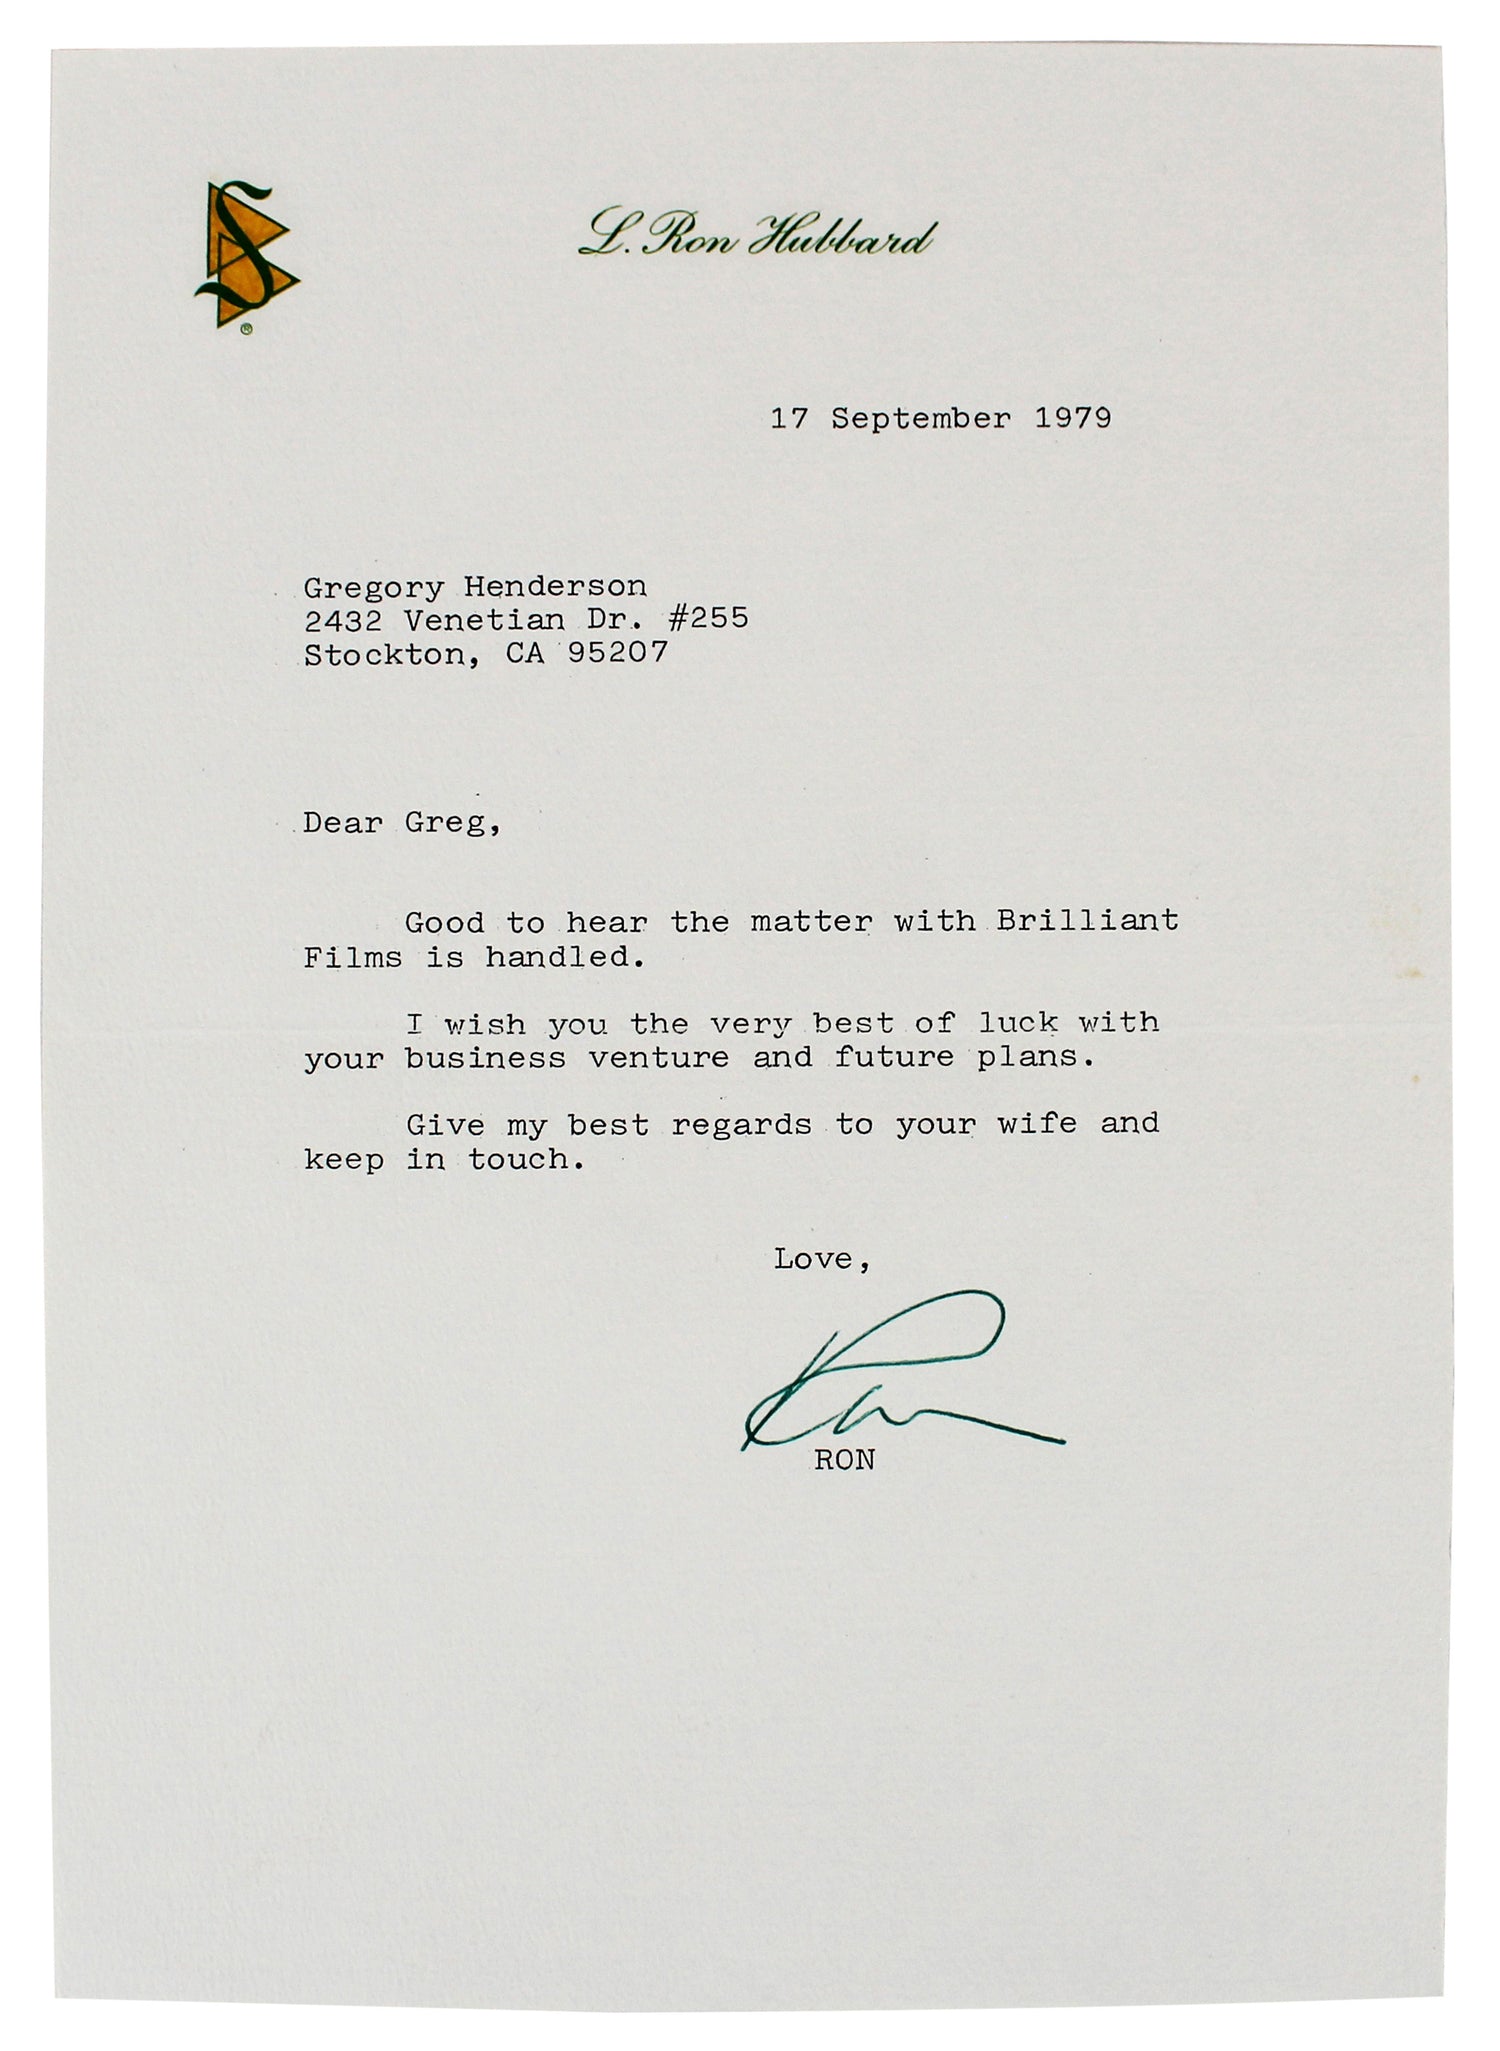 S
®
L. Ron Hubbard
17 September 1979
Gregory Henderson
2432 Venetian Dr. #255
Stockton, CA 95207
Dear Greg,
Good to hear the matter with Brilliant
Films is handled.
I wish you the very best of luck with
your business venture and future plans.
Give my best regards to your wife and
keep in touch.
Love,
Ron
RON